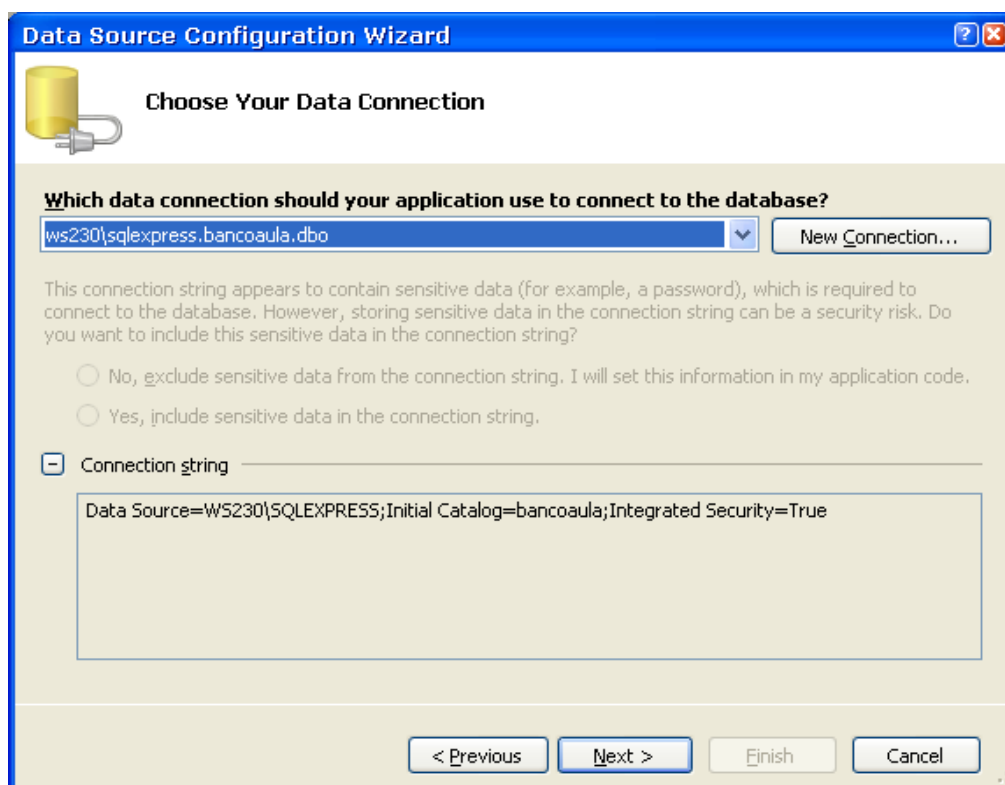 Data Source Configuration Wizard
Choose Your Data Connection
Which data connection should your application use to connect to the database?
ws230\sqlexpress.bancoaula.dbo
New Connection...
This connection string appears to contain sensitive data (for example, a password), which is required to
connect to the database. However, storing sensitive data in the connection string can be a security risk. Do
you want to include this sensitive data in the connection string?
No, exclude sensitive data from the connection string. I will set this information in my application code.
Yes, include sensitive data in the connection string.
Connection string
Data Source=WS230\SQLEXPRESS;Initial Catalog=bancoaula;Integrated Security=True
< Previous
Next >
Finish
Cancel